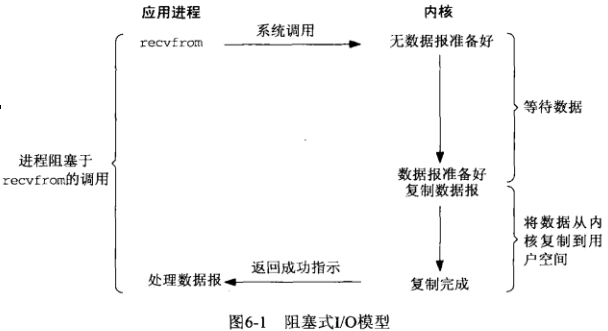 应用进程
内核
recvfrom
系统调用
无数据报准备好
等待数据
进程阻塞于
recvfrom的调用
数据报准备好
复制数据报
将数据从内
核复制到用
户空间
处理数据报
返回成功指示
复制完成
图6-1 阻塞式I/O模型